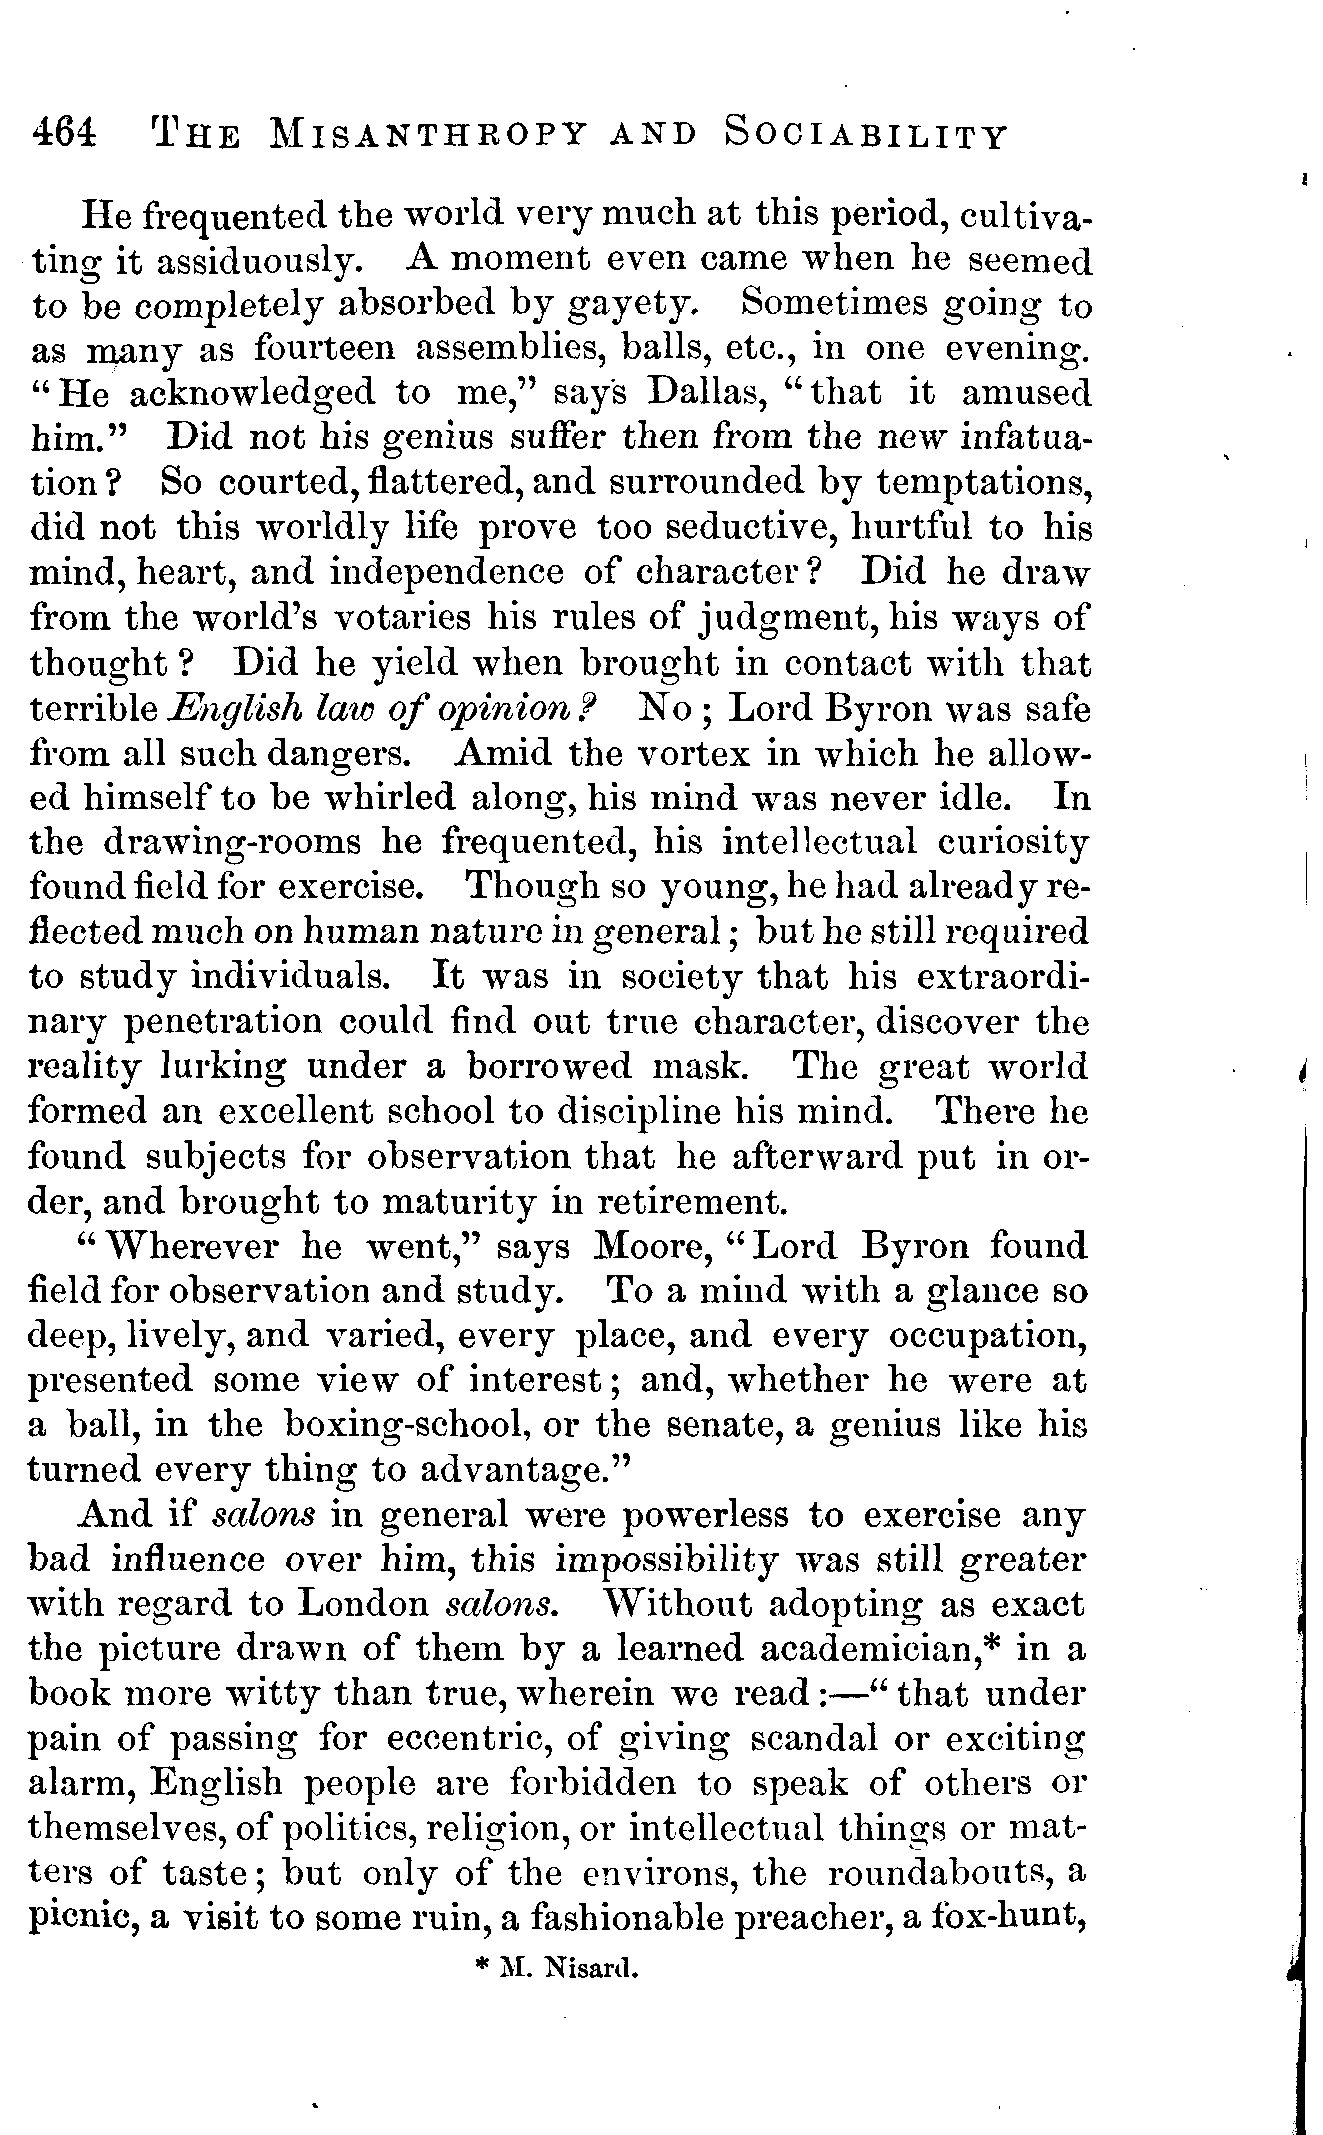 464 The Misanthropy and Sociability
He frequented the world very much at this period, cultiva-
ting it assiduously. A moment even came when he seemed
to be completely absorbed by gayety. Sometimes going to
as many as fourteen assemblies, balls, etc., in one evening.
"He acknowledged to me," says Dallas, "that it amused
him." Did not his genius suffer then from the new infatua-
tion? So courted, flattered, and surrounded by temptations,
did not this worldly life prove too seductive, hurtful to his
mind, heart, and independence of character? Did he draw
from the world's votaries his rules of judgment, his ways of
thought? Did he yield when brought in contact with that
terrible English law of opinion? No; Lord Byron was safe
from all such dangers. Amid the vortex in which he allow-
ed himself to be whirled along, his mind was never idle. In
the drawing-rooms he frequented, his intellectual curiosity
found field for exercise. Though so young, he had already re-
flected much on human nature in general; but he still required
to study individuals. It was in society that his extraordi-
nary penetration could find out true character, discover the
reality lurking under a borrowed mask. The great world
formed an excellent school to discipline his mind. There he
found subjects for observation that he afterward put in or-
der, and brought to maturity in retirement.
"Wherever he went," says Moore, "Lord Byron found
field for observation and study. To a mind with a glance so
deep, lively, and varied, every place, and every occupation,
presented some view of interest; and, whether he were at
a ball, in the boxing-school, or the senate, a genius like his
turned every thing to advantage."
And if salons in general were powerless to exercise any
bad influence over him, this impossibility was still greater
with regard to London salons. Without adopting as exact
the picture drawn of them by a learned academician,* in a
book more witty than true, wherein we read:—"that under
pain of passing for eccentric, of giving scandal or exciting
alarm, English people are forbidden to speak of others or
themselves, of politics, religion, or intellectual things or mat-
ters of taste; but only of the environs, the roundabouts, a
picnic, a visit to some ruin, a fashionable preacher, a fox-hunt,
* M. Nisard.